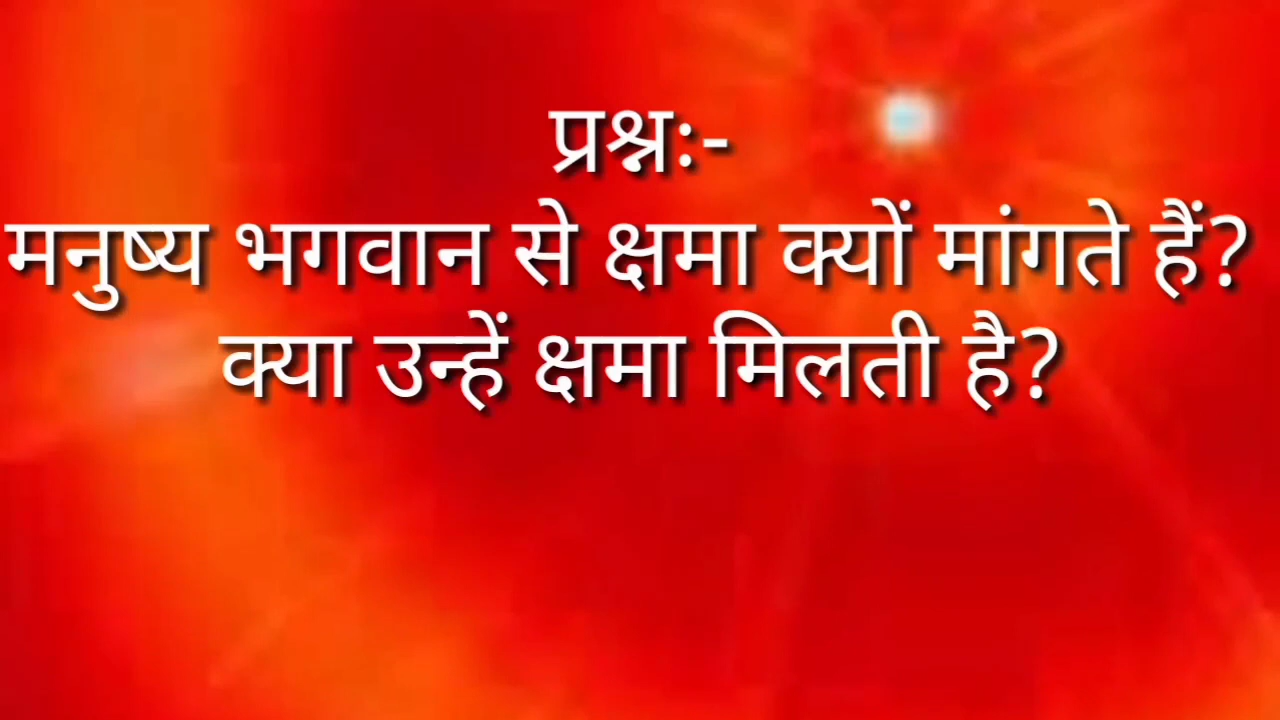 प्रश्नः-
मनुष्य भगवान से क्षमा क्यों मांगते हैं?
क्या उन्हें क्षमा मिलती है?